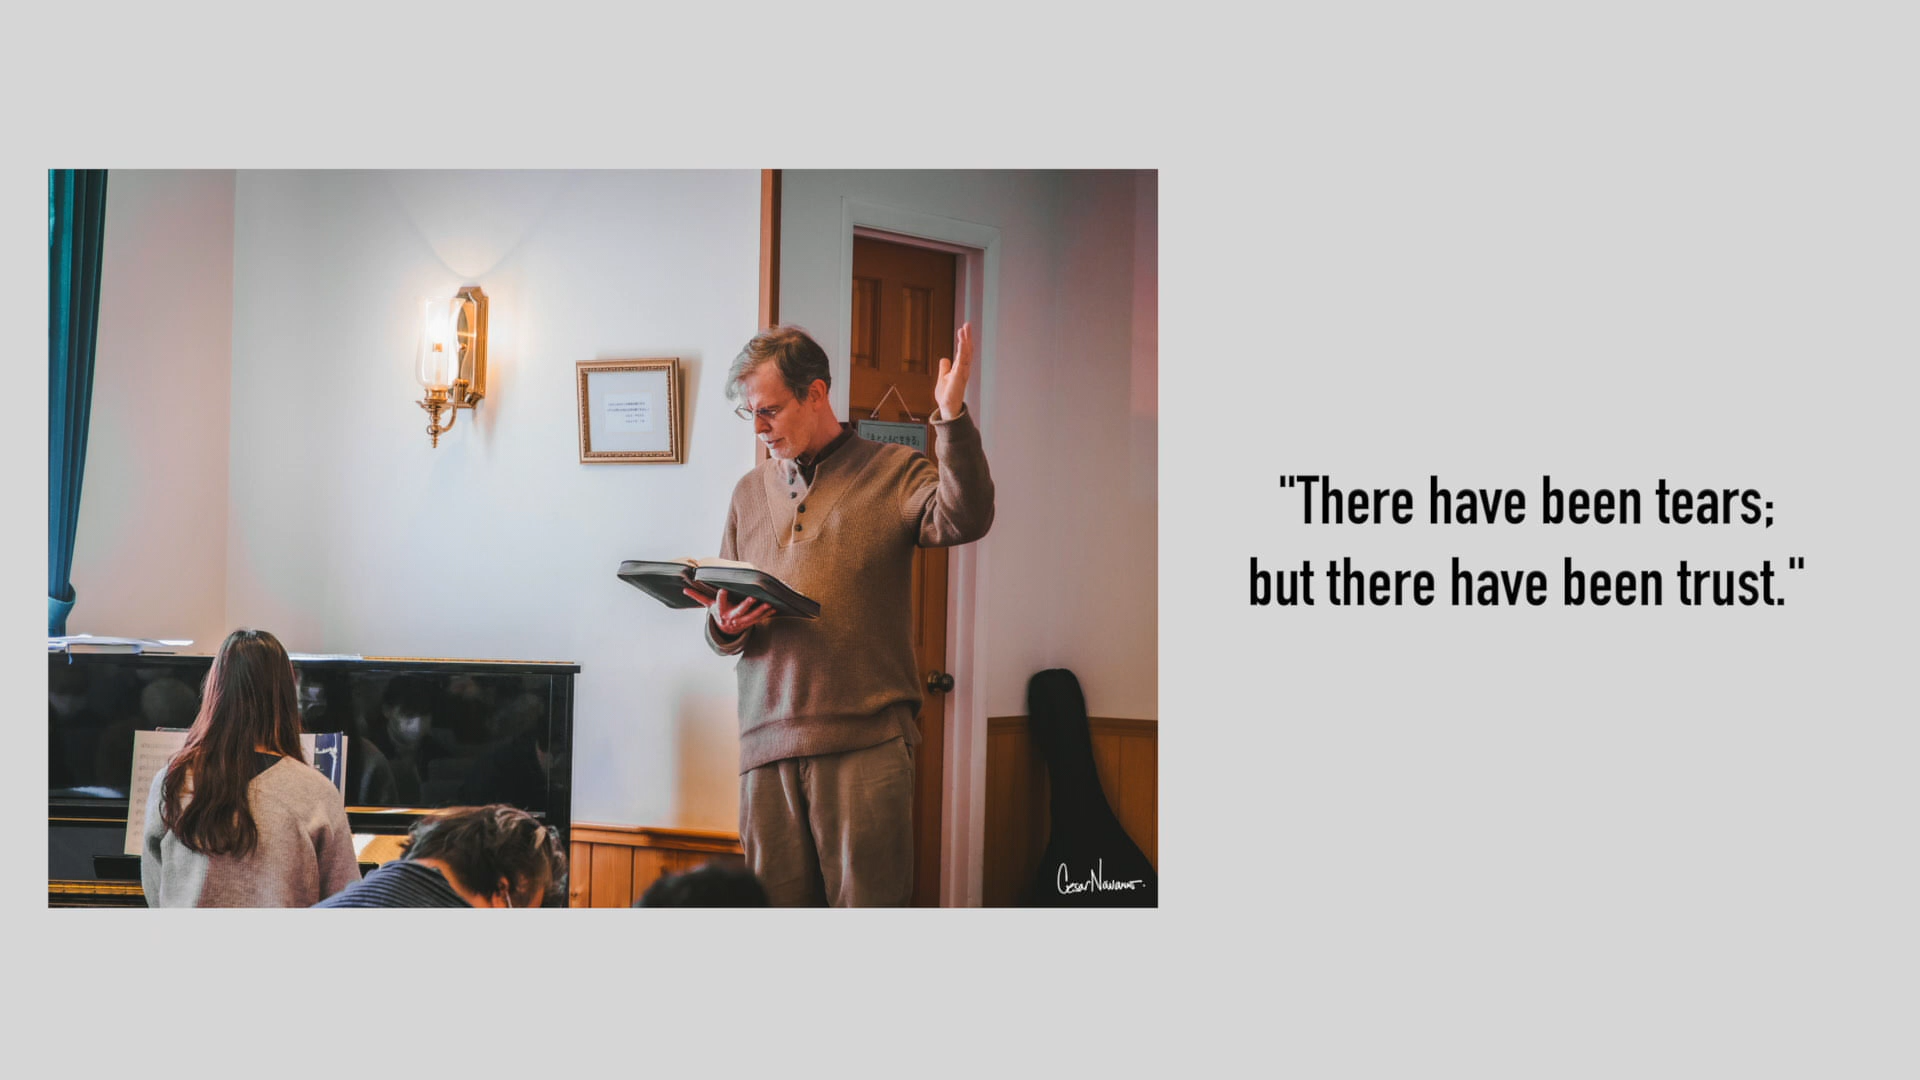 "There have been tears;
but there have been trust."
Cesar Navarro.